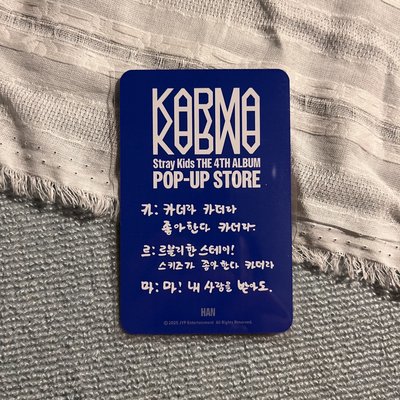 KARMA
Stray Kids THE 4TH ALBUM
POP-UP STORE
카: 카더라 카더라
좋아한다 카더라.
르: 르블리한 스테이!
스키즈가 좋아한다 카더라
마: 마! 내 사랑을 받아도.
HAN
© 2025 JYP Entertainment. All Rights Reserved.